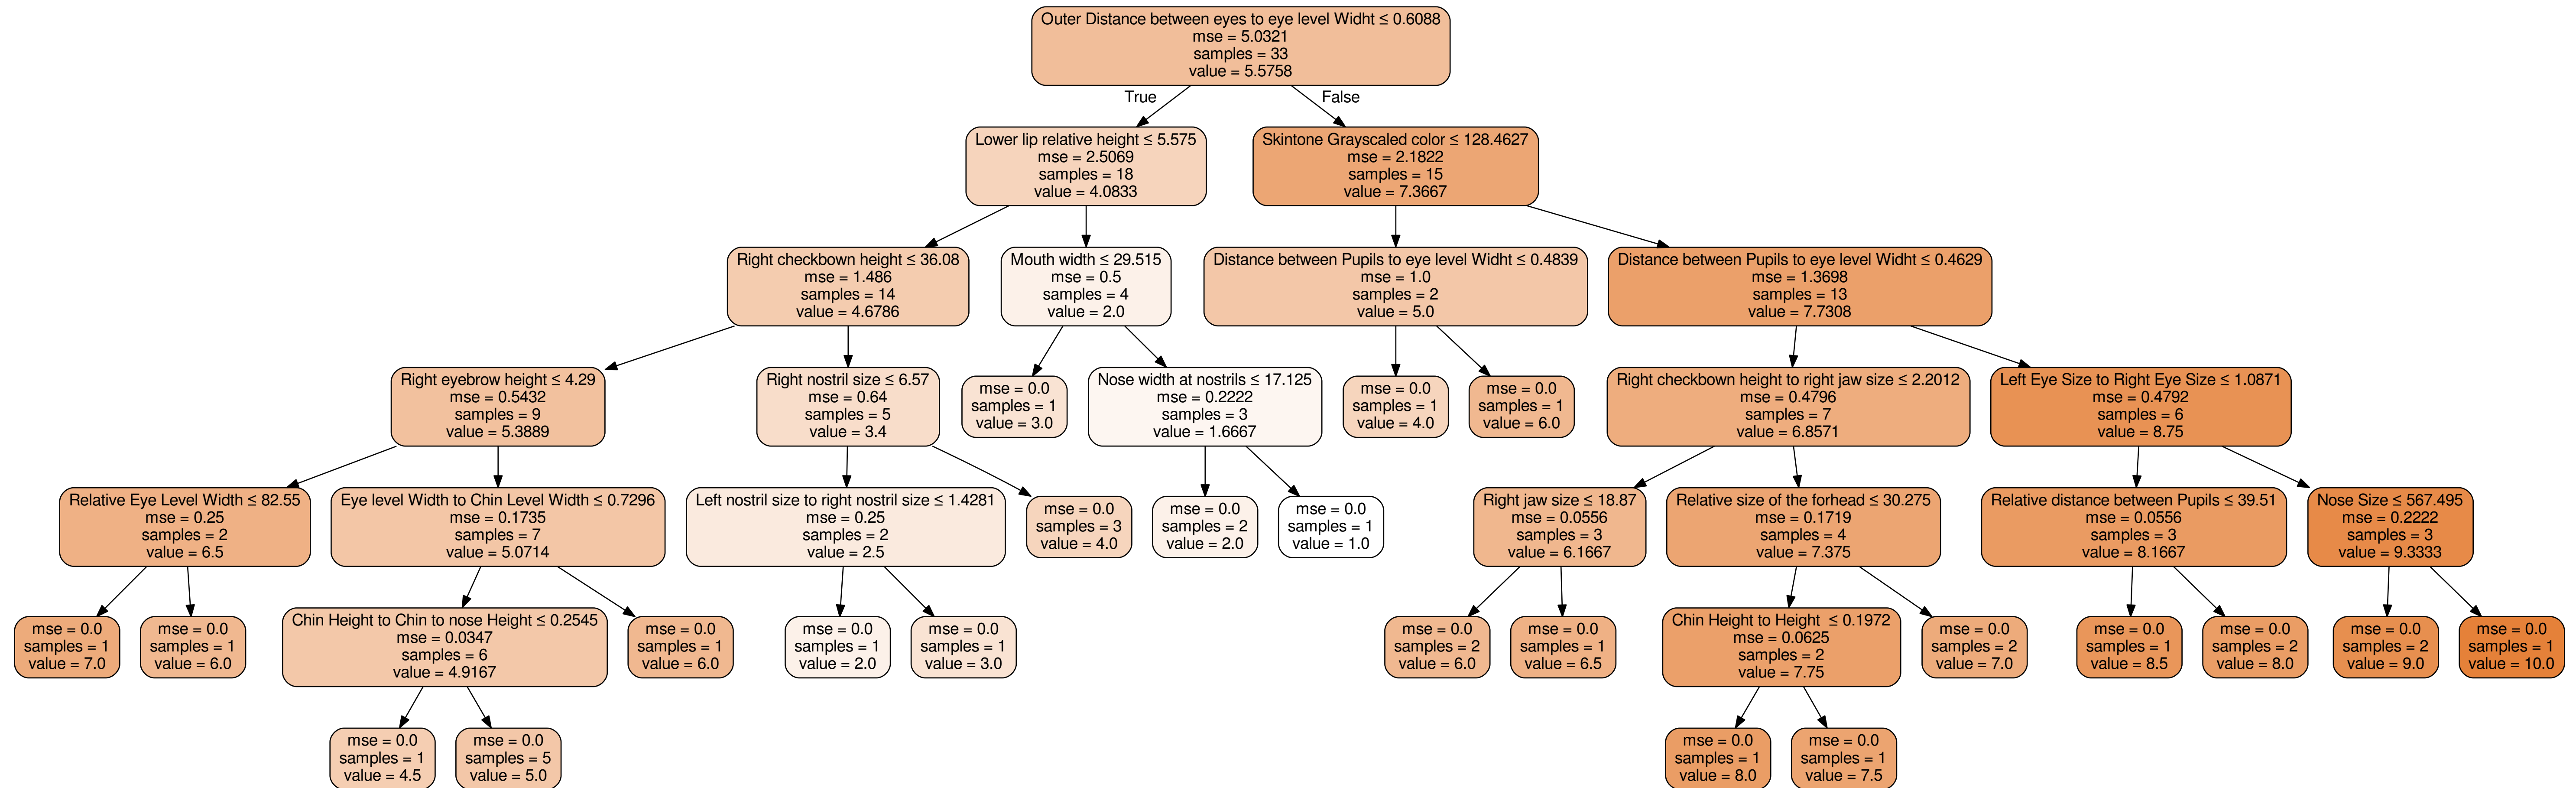 Outer Distance between eyes to eye level Widht ≤ 0.6088
mse = 5.0321
samples = 33
value = 5.5758
True
False
Lower lip relative height ≤ 5.575
mse = 2.5069
samples = 18
value = 4.0833
Skintone Grayscaled color ≤ 128.4627
mse = 2.1822
samples = 15
value = 7.3667
Right checkbown height ≤ 36.08
mse = 1.486
samples = 14
value = 4.6786
Mouth width ≤ 29.515
mse = 0.5
samples = 4
value = 2.0
Distance between Pupils to eye level Widht ≤ 0.4839
mse = 1.0
samples = 2
value = 5.0
Distance between Pupils to eye level Widht ≤ 0.4629
mse = 1.3698
samples = 13
value = 7.7308
Right eyebrow height ≤ 4.29
mse = 0.5432
samples = 9
value = 5.3889
Right nostril size ≤ 6.57
mse = 0.64
samples = 5
value = 3.4
mse = 0.0
samples = 1
value = 3.0
Nose width at nostrils ≤ 17.125
mse = 0.2222
samples = 3
value = 1.6667
mse = 0.0
samples = 1
value = 4.0
mse = 0.0
samples = 1
value = 6.0
Right checkbown height to right jaw size ≤ 2.2012
mse = 0.4796
samples = 7
value = 6.8571
Left Eye Size to Right Eye Size ≤ 1.0871
mse = 0.4792
samples = 6
value = 8.75
Relative Eye Level Width ≤ 82.55
mse = 0.25
samples = 2
value = 6.5
Eye level Width to Chin Level Width ≤ 0.7296
mse = 0.1735
samples = 7
value = 5.0714
Left nostril size to right nostril size ≤ 1.4281
mse = 0.25
samples = 2
value = 2.5
mse = 0.0
samples = 3
value = 4.0
mse = 0.0
samples = 2
value = 2.0
mse = 0.0
samples = 1
value = 1.0
Right jaw size ≤ 18.87
mse = 0.0556
samples = 3
value = 6.1667
Relative size of the forhead ≤ 30.275
mse = 0.1719
samples = 4
value = 7.375
Relative distance between Pupils ≤ 39.51
mse = 0.0556
samples = 3
value = 8.1667
Nose Size ≤ 567.495
mse = 0.2222
samples = 3
value = 9.3333
mse = 0.0
samples = 1
value = 7.0
mse = 0.0
samples = 1
value = 6.0
Chin Height to Chin to nose Height ≤ 0.2545
mse = 0.0347
samples = 6
value = 4.9167
mse = 0.0
samples = 1
value = 6.0
mse = 0.0
samples = 1
value = 2.0
mse = 0.0
samples = 1
value = 3.0
mse = 0.0
samples = 2
value = 6.0
mse = 0.0
samples = 1
value = 6.5
Chin Height to Height ≤ 0.1972
mse = 0.0625
samples = 2
value = 7.75
mse = 0.0
samples = 2
value = 7.0
mse = 0.0
samples = 1
value = 8.5
mse = 0.0
samples = 2
value = 8.0
mse = 0.0
samples = 2
value = 9.0
mse = 0.0
samples = 1
value = 10.0
mse = 0.0
samples = 1
value = 4.5
mse = 0.0
samples = 5
value = 5.0
mse = 0.0
samples = 1
value = 8.0
mse = 0.0
samples = 1
value = 7.5